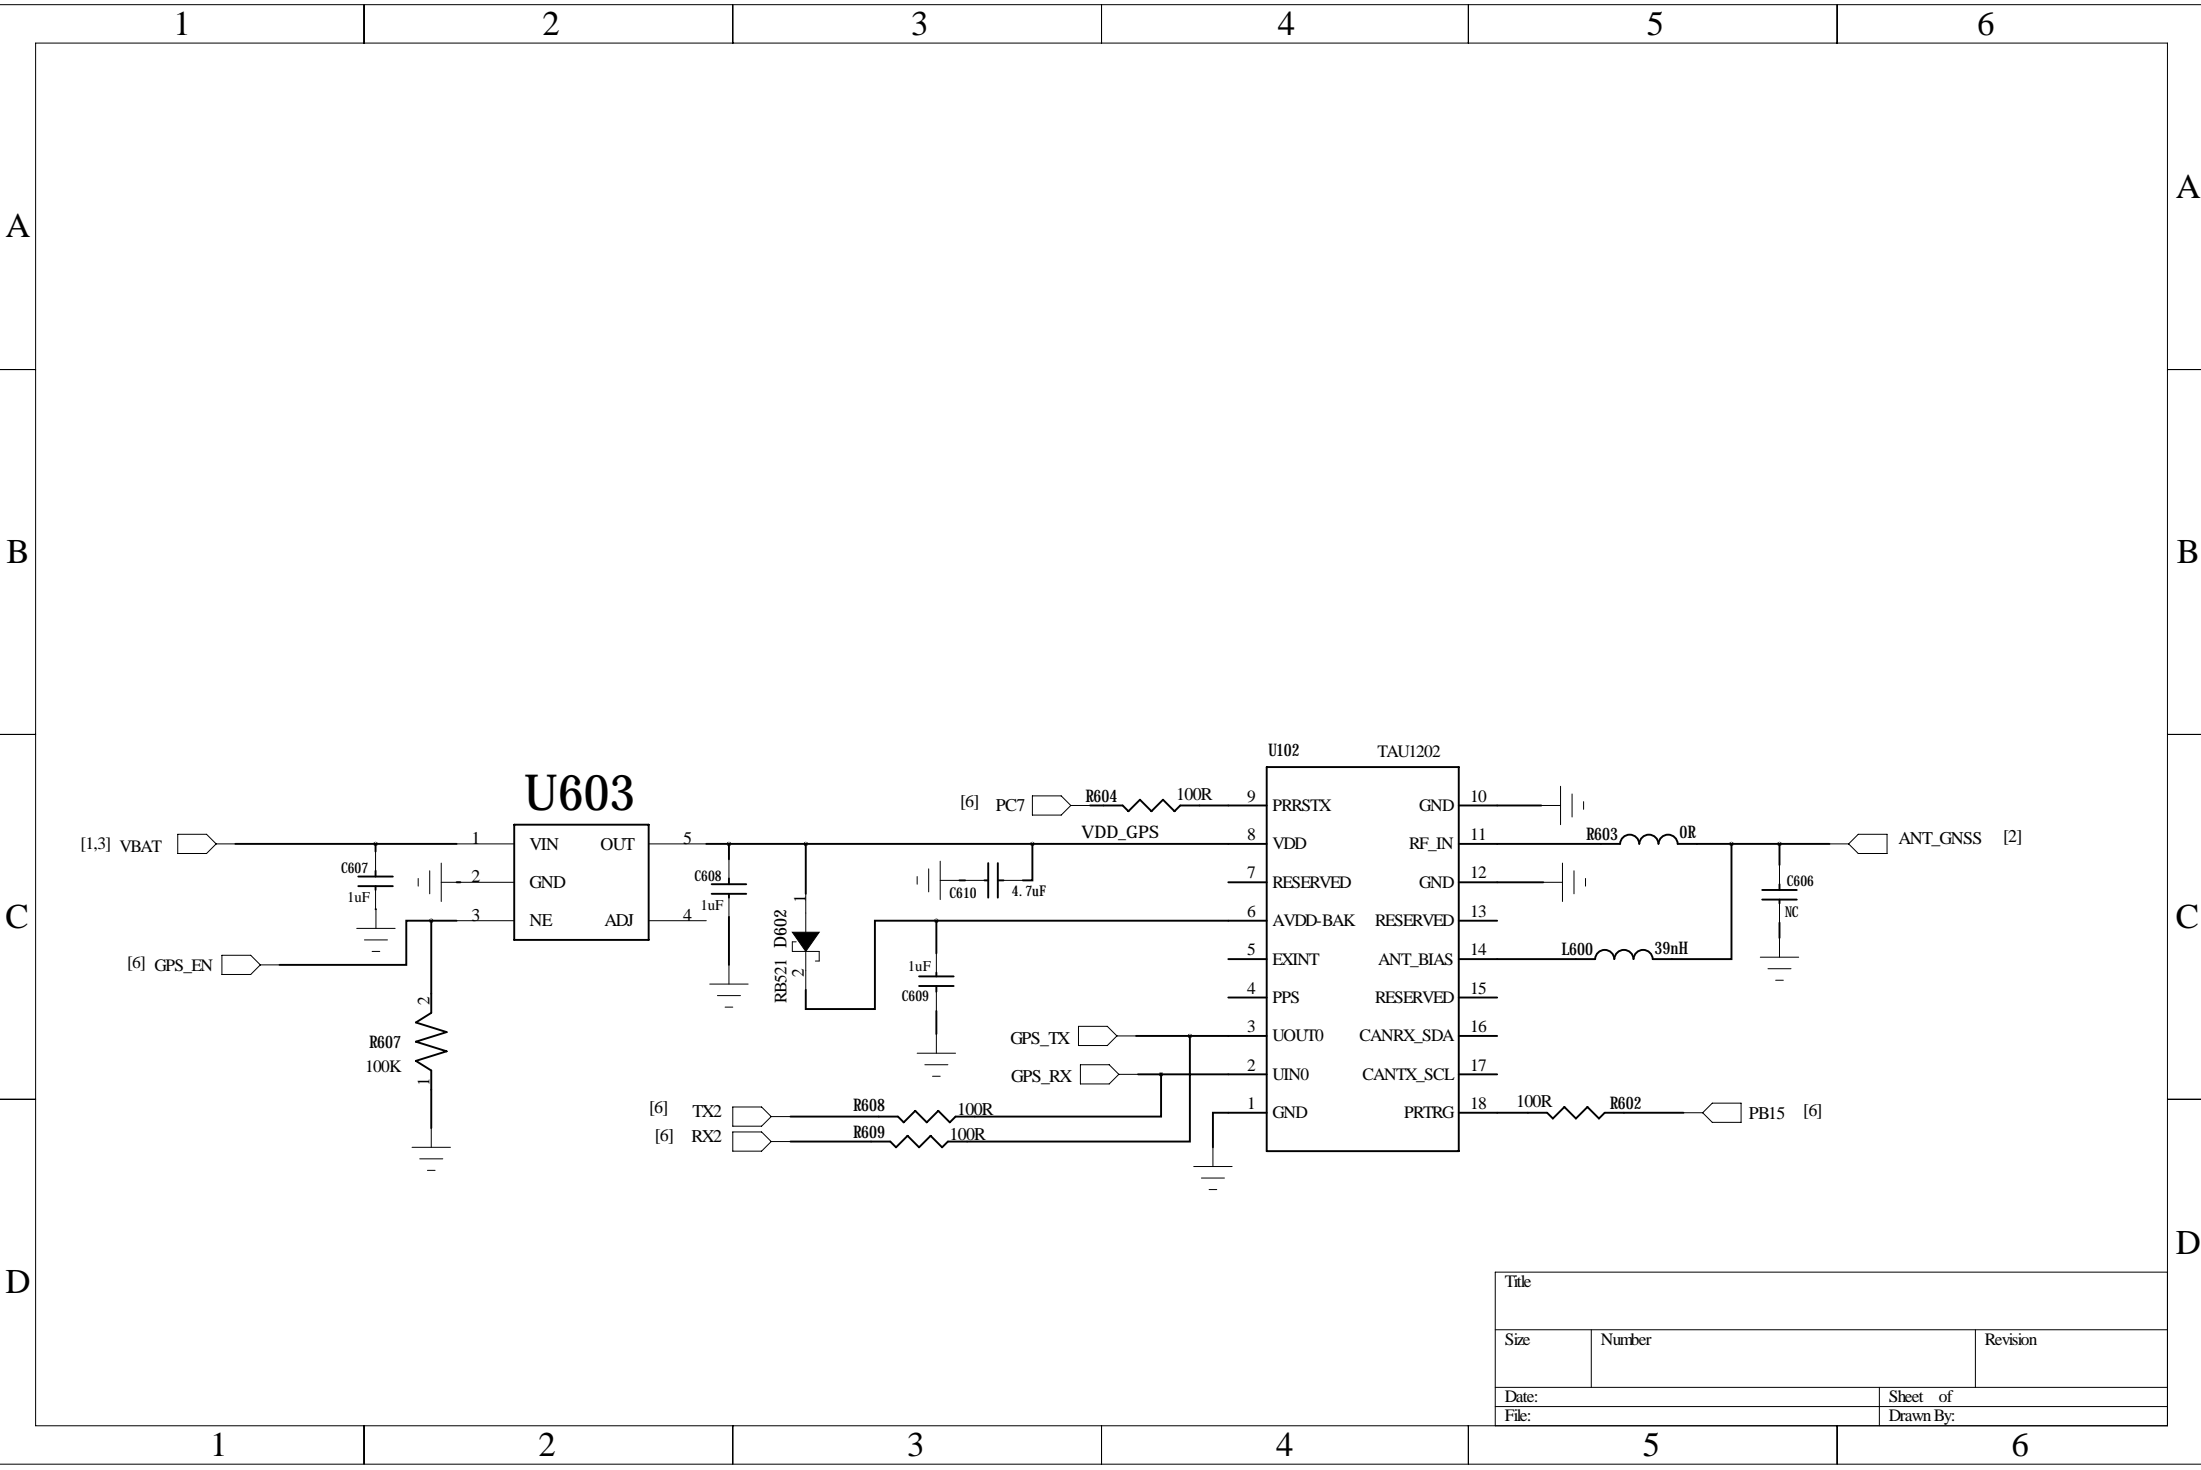 1 2 3 4 5 6
A A
B B
C C
D D
U603
[1,3] VBAT
1 VIN OUT 5
2 GND
3 NE ADJ 4
C607
1uF
[6] GPS_EN
2
R607
100K
1
C608
1uF
1
D602
RB521
2
C610 4.7uF
1uF
C609
[6] PC7 R604 100R
VDD_GPS
GPS_TX
GPS_RX
[6] TX2 R608 100R
[6] RX2 R609 100R
U102 TAU1202
9 PRRSTX GND 10
8 VDD RF_IN 11
7 RESERVED GND 12
6 AVDD-BAK RESERVED 13
5 EXINT ANT_BIAS 14
4 PPS RESERVED 15
3 UOUT0 CANRX_SDA 16
2 UIN0 CANTX_SCL 17
1 GND PRTRG 18
R603 0R
ANT_GNSS [2]
C606
NC
L600 39nH
100R R602
PB15 [6]
Title
Size Number Revision
Date: Sheet of
File: Drawn By:
1 2 3 4 5 6